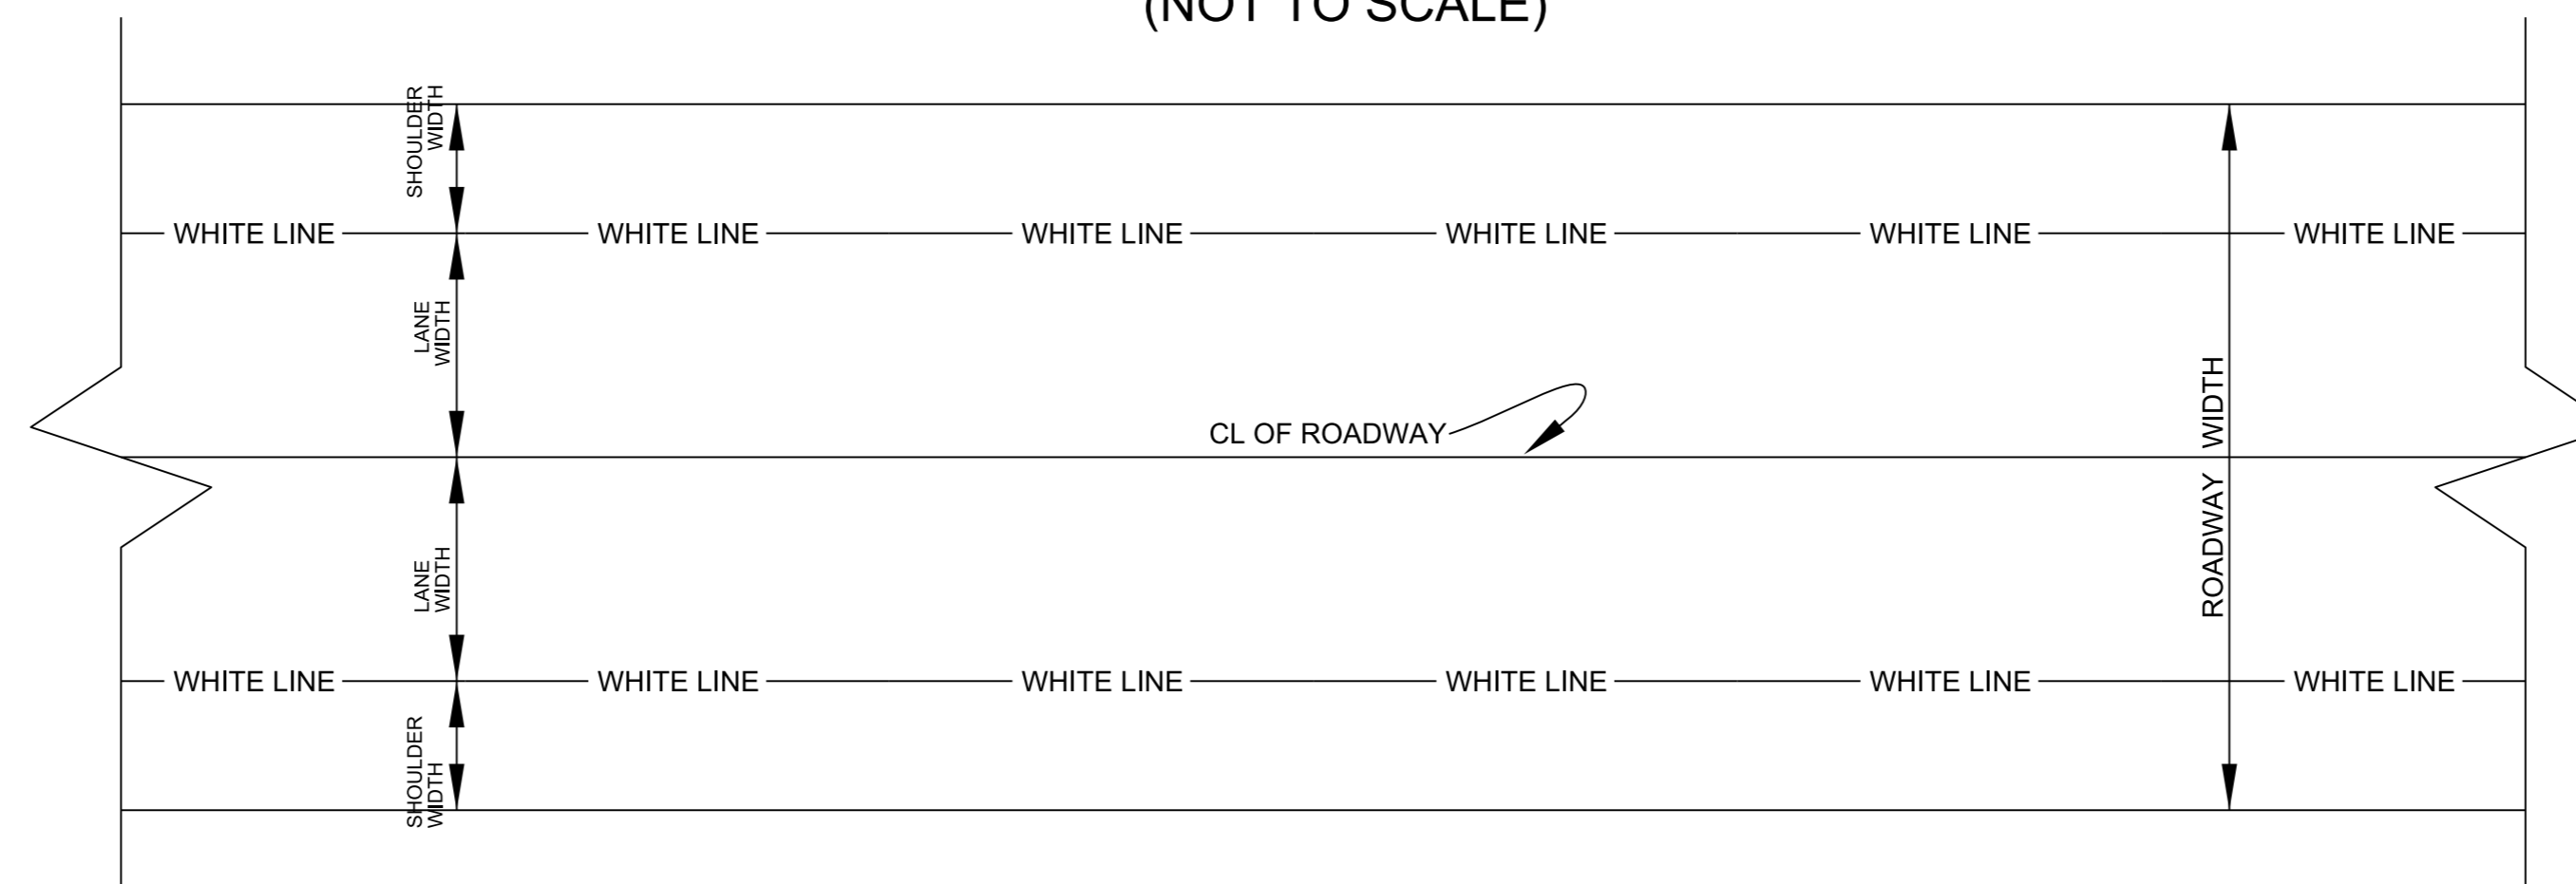 (NOT TO SCALE)
SHOULDER
WIDTH
WHITE LINE WHITE LINE WHITE LINE WHITE LINE WHITE LINE WHITE LINE
LANE
WIDTH
CL OF ROADWAY
ROADWAY WIDTH
LANE
WIDTH
WHITE LINE WHITE LINE WHITE LINE WHITE LINE WHITE LINE WHITE LINE
SHOULDER
WIDTH